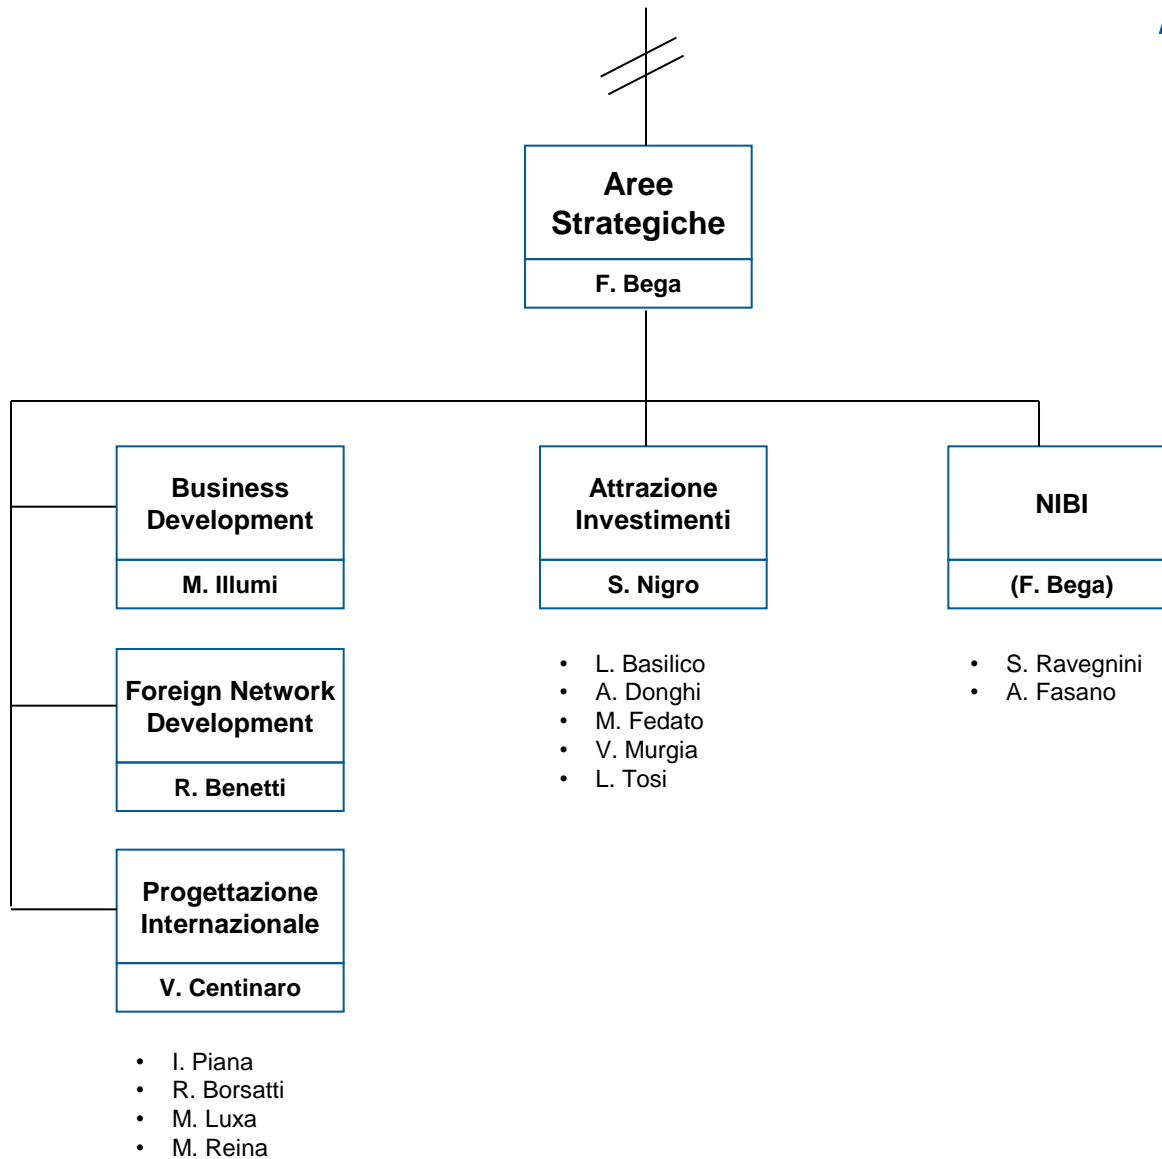 Aree
Strategiche
F. Bega
Business
Development
M. Illumi
Foreign Network
Development
R. Benetti
Progettazione
Internazionale
V. Centinaro
• I. Piana
• R. Borsatti
• M. Luxa
• M. Reina
Attrazione
Investimenti
S. Nigro
• L. Basilico
• A. Donghi
• M. Fedato
• V. Murgia
• L. Tosi
NIBI
(F. Bega)
• S. Ravegnini
• A. Fasano